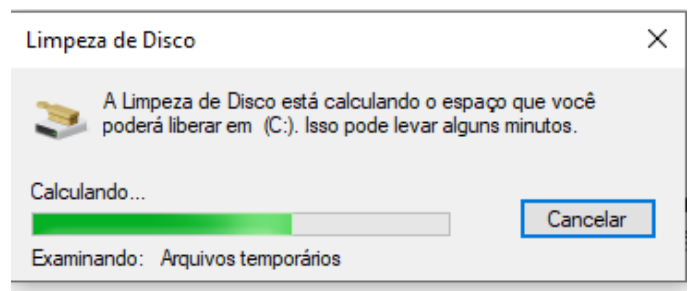 Limpeza de Disco
A Limpeza de Disco está calculando o espaço que você
poderá liberar em  (C:). Isso pode levar alguns minutos.
Calculando...
Cancelar
Examinando:   Arquivos temporários